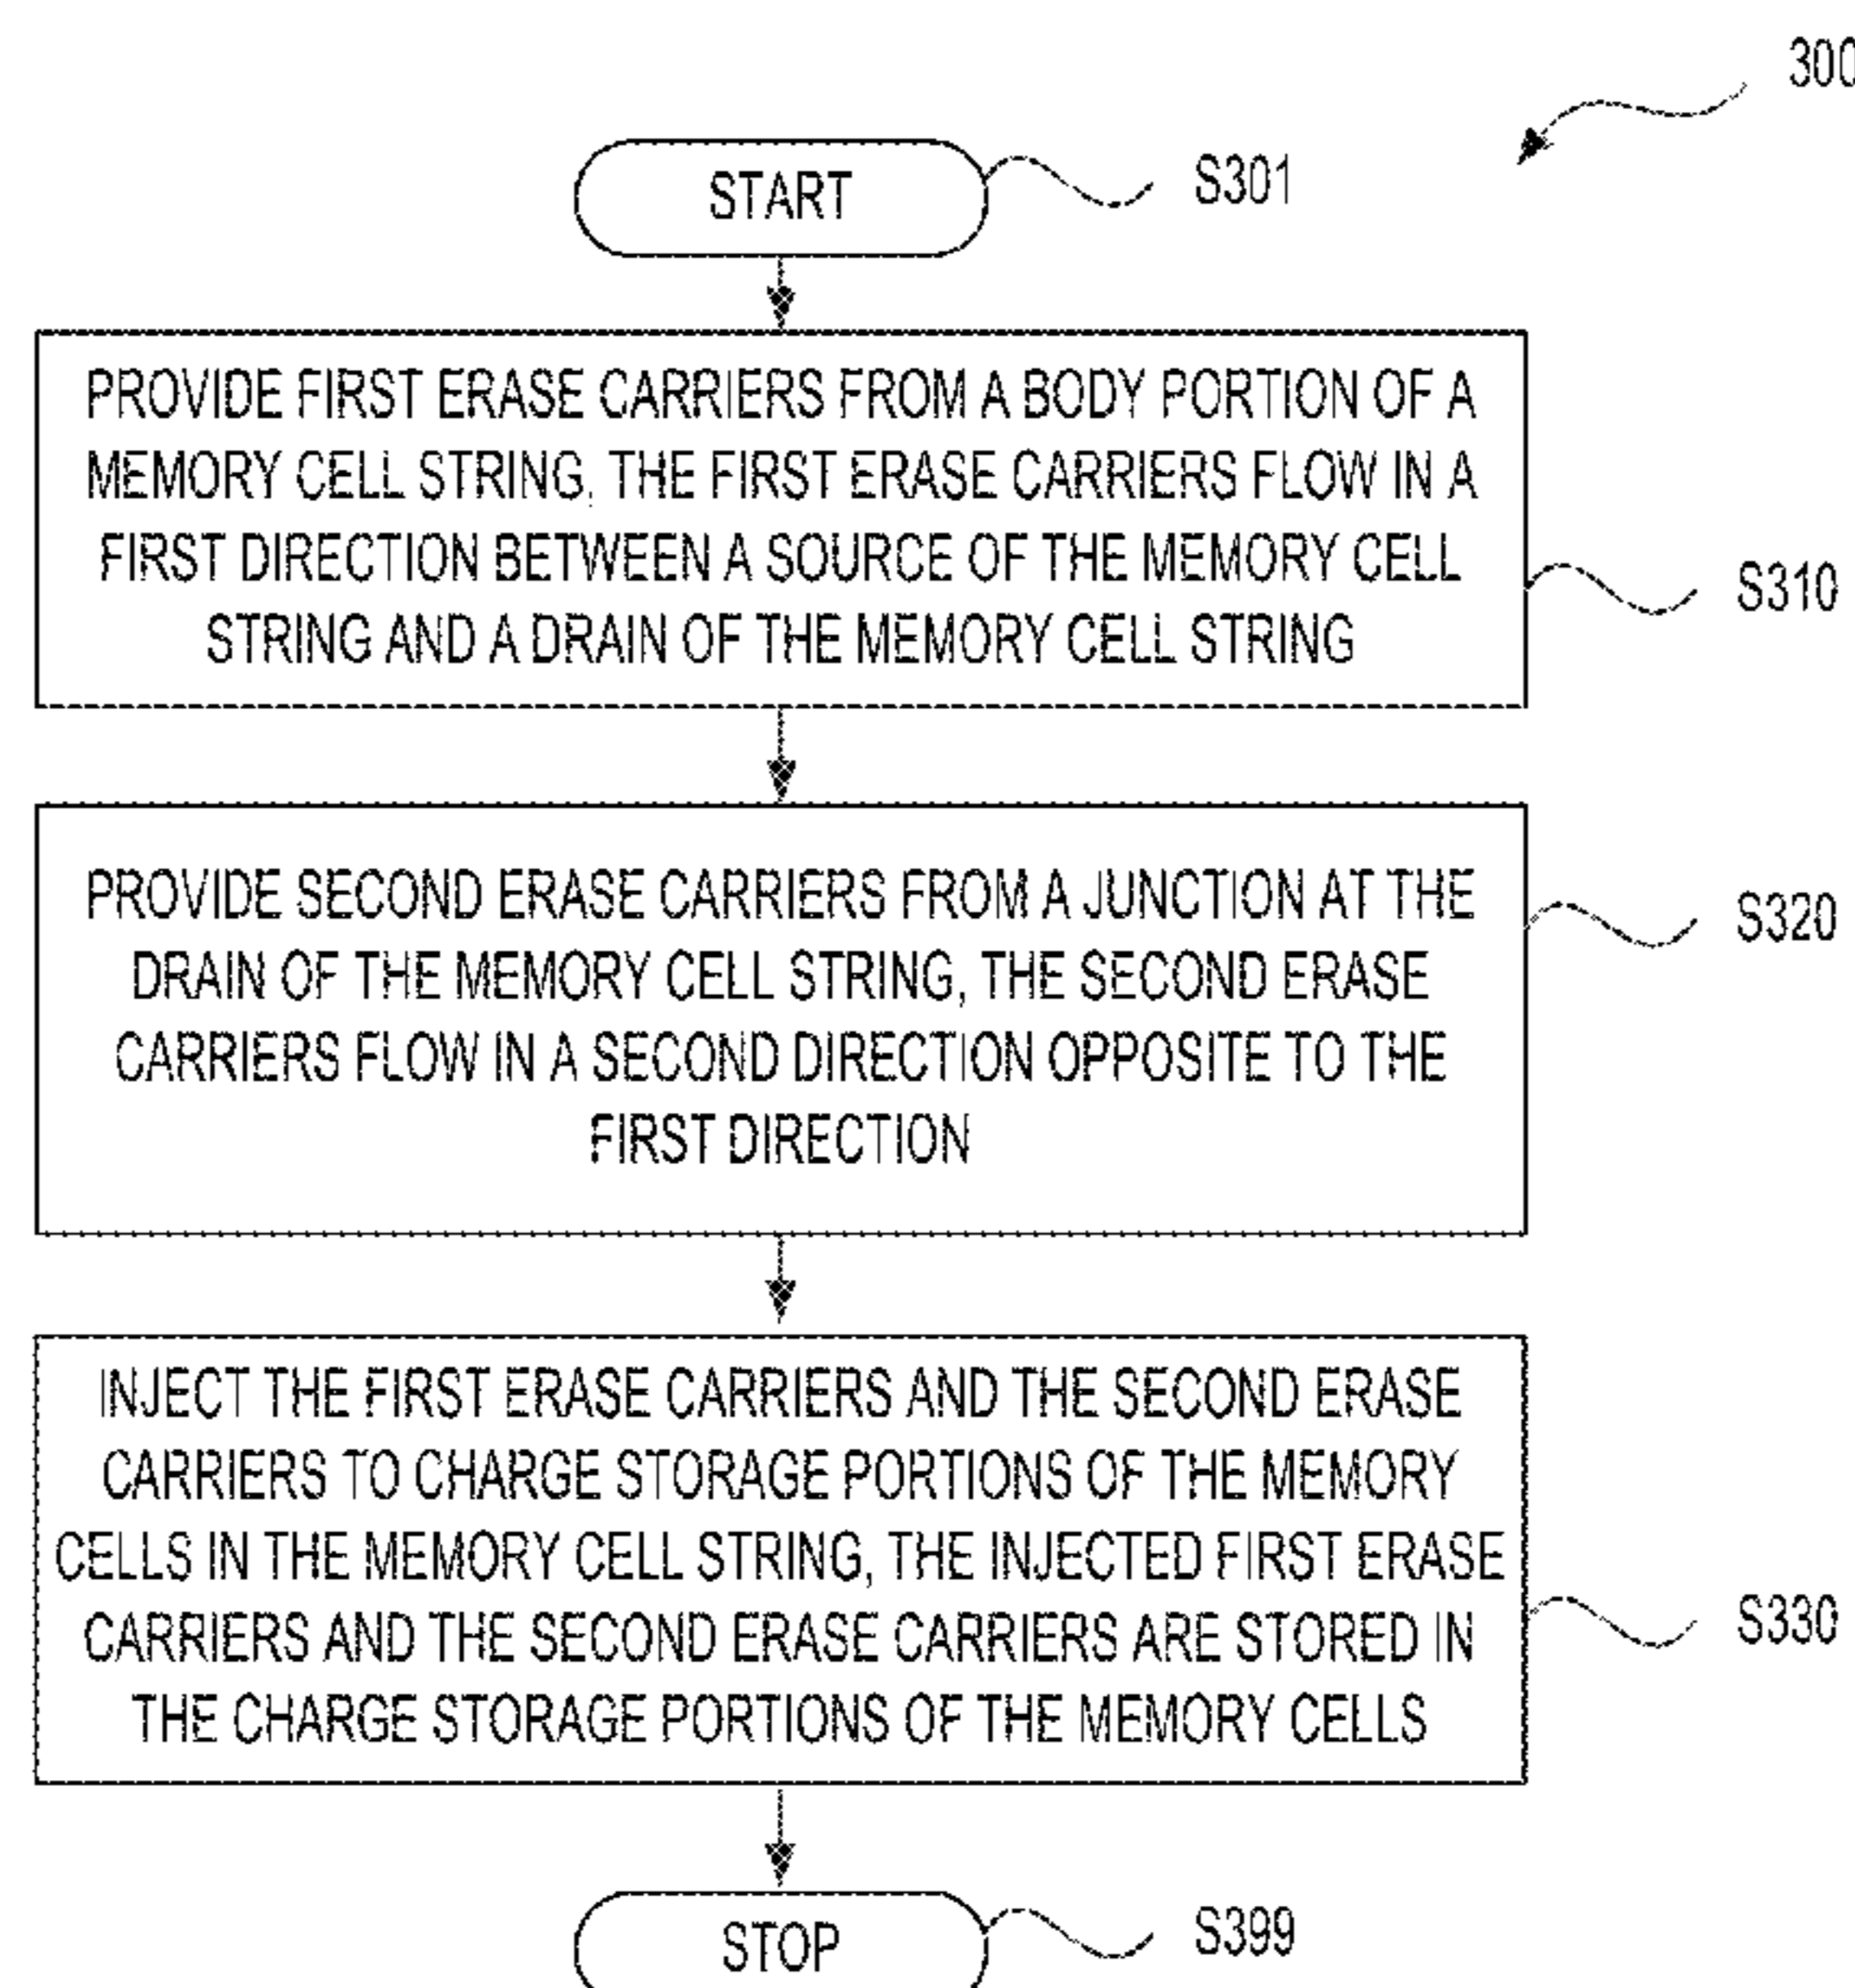 300
START
S301
PROVIDE FIRST ERASE CARRIERS FROM A BODY PORTION OF A
MEMORY CELL STRING, THE FIRST ERASE CARRIERS FLOW IN A
FIRST DIRECTION BETWEEN A SOURCE OF THE MEMORY CELL
STRING AND A DRAIN OF THE MEMORY CELL STRING
S310
PROVIDE SECOND ERASE CARRIERS FROM A JUNCTION AT THE
DRAIN OF THE MEMORY CELL STRING, THE SECOND ERASE
CARRIERS FLOW IN A SECOND DIRECTION OPPOSITE TO THE
FIRST DIRECTION
S320
INJECT THE FIRST ERASE CARRIERS AND THE SECOND ERASE
CARRIERS TO CHARGE STORAGE PORTIONS OF THE MEMORY
CELLS IN THE MEMORY CELL STRING, THE INJECTED FIRST ERASE
CARRIERS AND THE SECOND ERASE CARRIERS ARE STORED IN
THE CHARGE STORAGE PORTIONS OF THE MEMORY CELLS
S330
STOP
S399